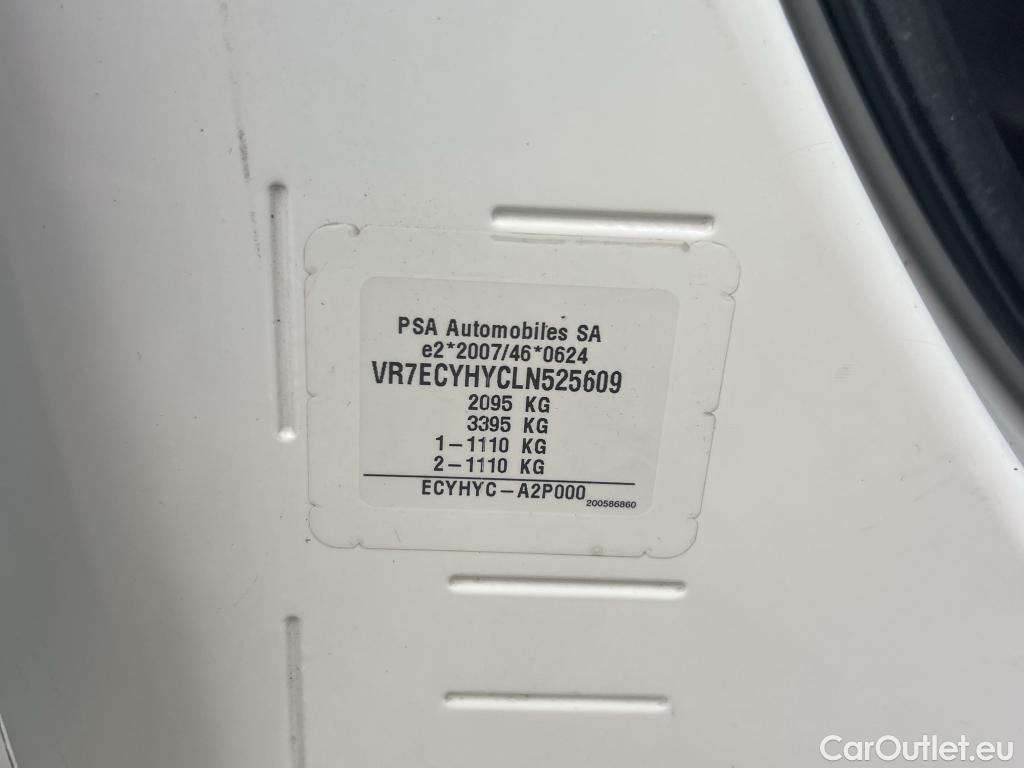 PSA Automobiles SA
e2*2007/46*0624
VR7ECYHYCLN525609
2095 KG
3395 KG
1-1110 KG
2-1110 KG
ECYHYC-A2P000
200586860
CarOutlet.eu